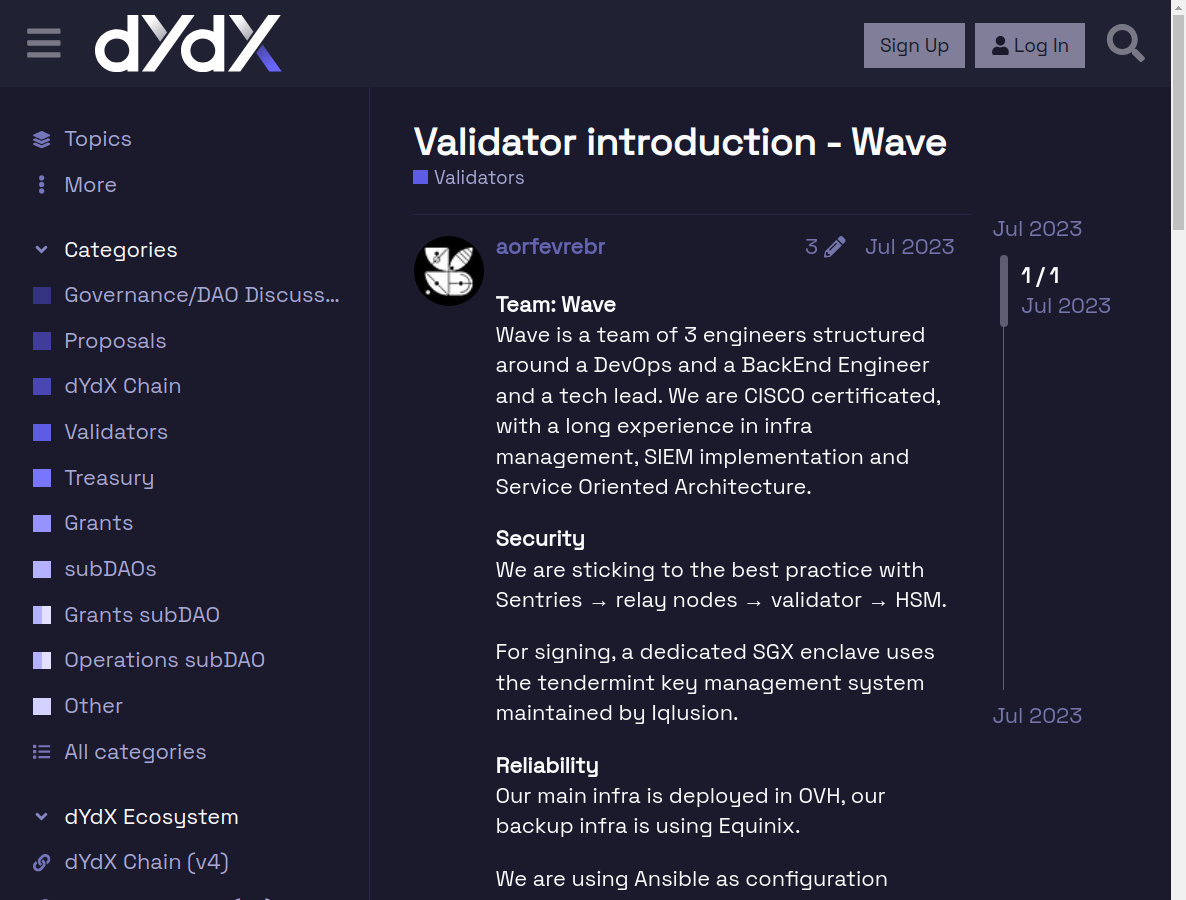 dYdX
Sign Up
Log In
Topics
More
Categories
Governance/DAO Discuss...
Proposals
dYdX Chain
Validators
Treasury
Grants
subDAOs
Grants subDAO
Operations subDAO
Other
All categories
dYdX Ecosystem
dYdX Chain (v4)
Validator introduction - Wave
Validators
aorfevrebr
3
Jul 2023
Team: Wave
Wave is a team of 3 engineers structured
around a DevOps and a BackEnd Engineer
and a tech lead. We are CISCO certificated,
with a long experience in infra
management, SIEM implementation and
Service Oriented Architecture.
Security
We are sticking to the best practice with
Sentries → relay nodes → validator → HSM.
For signing, a dedicated SGX enclave uses
the tendermint key management system
maintained by Iqlusion.
Reliability
Our main infra is deployed in OVH, our
backup infra is using Equinix.
We are using Ansible as configuration
Jul 2023
1 / 1
Jul 2023
Jul 2023